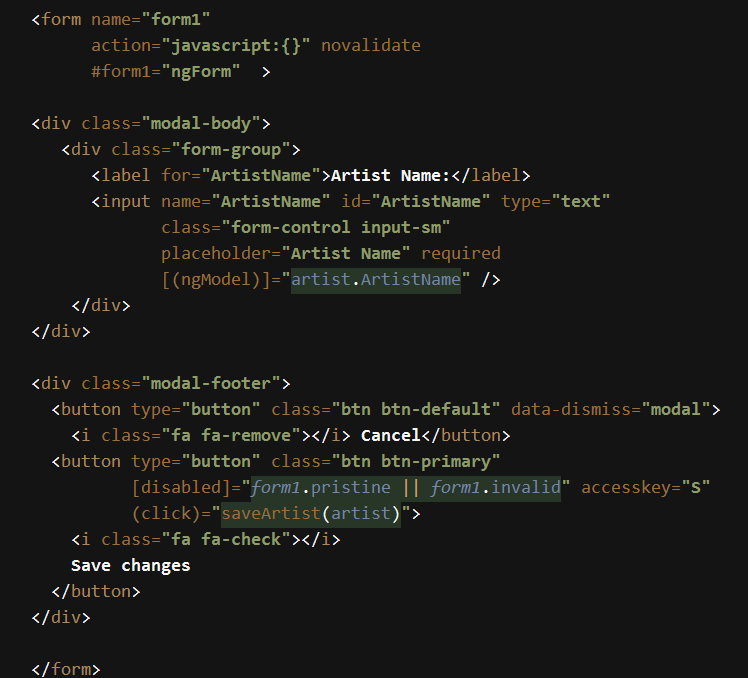 <form name="form1"
action="javascript:{}" novalidate
#form1="ngForm"  >
<div class="modal-body">
<div class="form-group">
<label for="ArtistName">Artist Name:</label>
<input name="ArtistName" id="ArtistName" type="text"
class="form-control input-sm"
placeholder="Artist Name" required
[(ngModel)]="artist.ArtistName" />
</div>
</div>
<div class="modal-footer">
<button type="button" class="btn btn-default" data-dismiss="modal">
<i class="fa fa-remove"></i> Cancel</button>
<button type="button" class="btn btn-primary"
[disabled]="form1.pristine || form1.invalid" accesskey="S"
(click)="saveArtist(artist)">
<i class="fa fa-check"></i>
Save changes
</button>
</div>
</form>